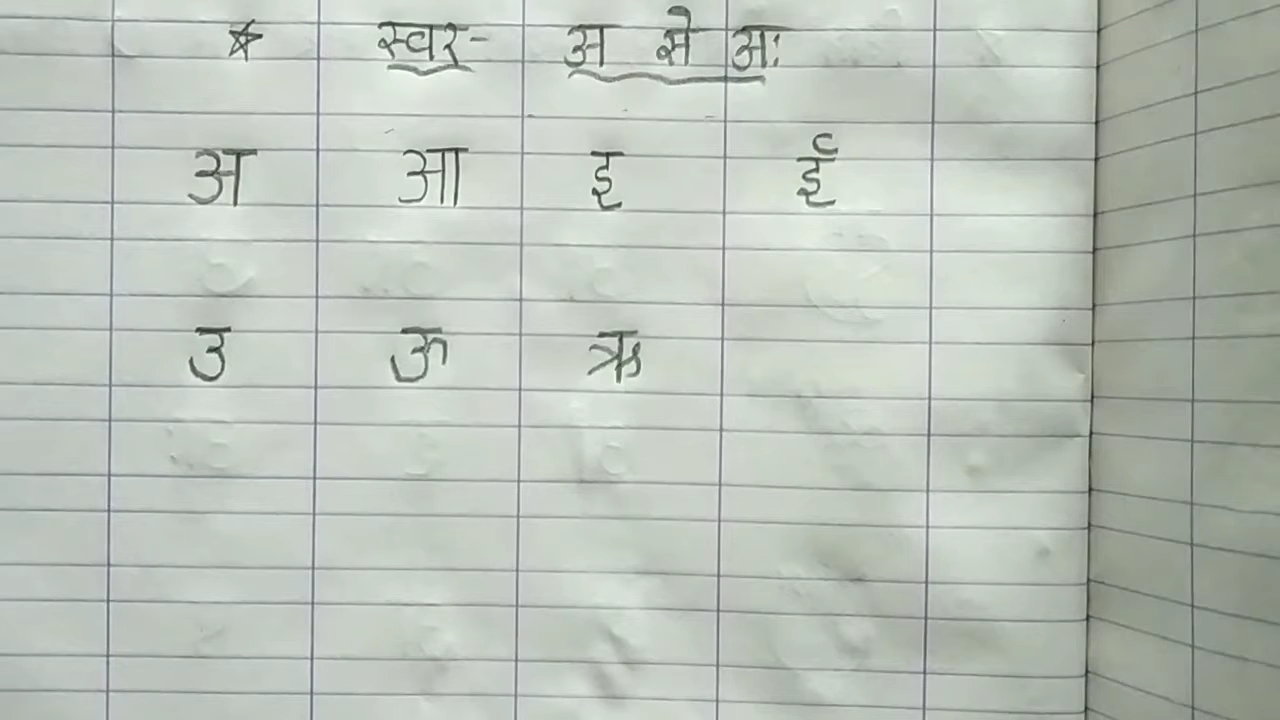 * स्वर- अ से अः
अ आ इ ई
उ ऊ ऋ